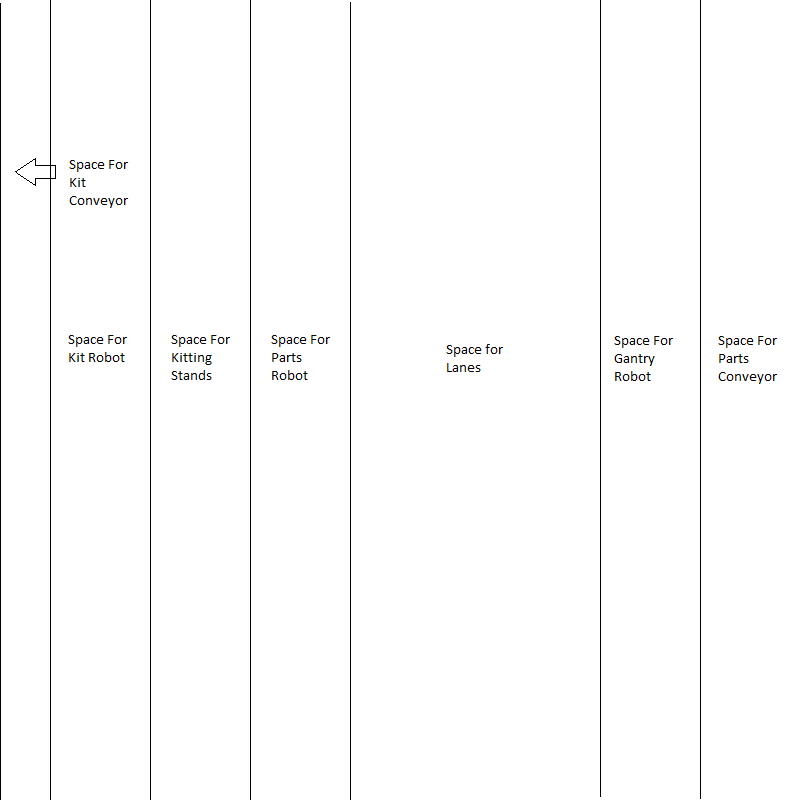 Space For
Kit
Conveyor
Space For
Kit Robot
Space For
Kitting
Stands
Space For
Parts
Robot
Space for
Lanes
Space For
Gantry
Robot
Space For
Parts
Conveyor